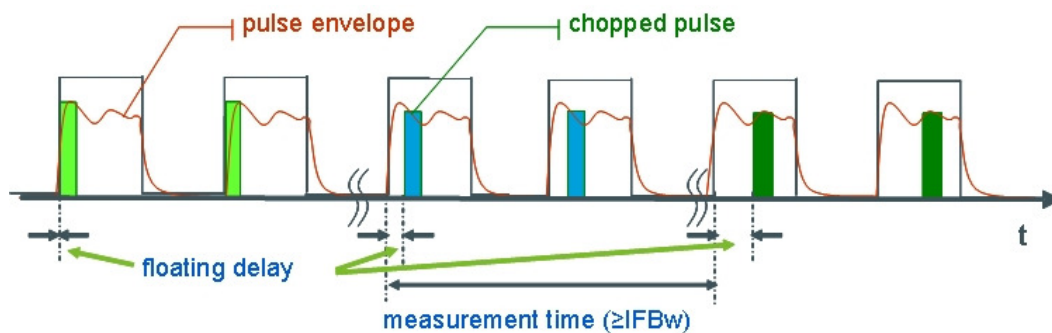 pulse envelope
chopped pulse
t
floating delay
measurement time (≥IFBw)